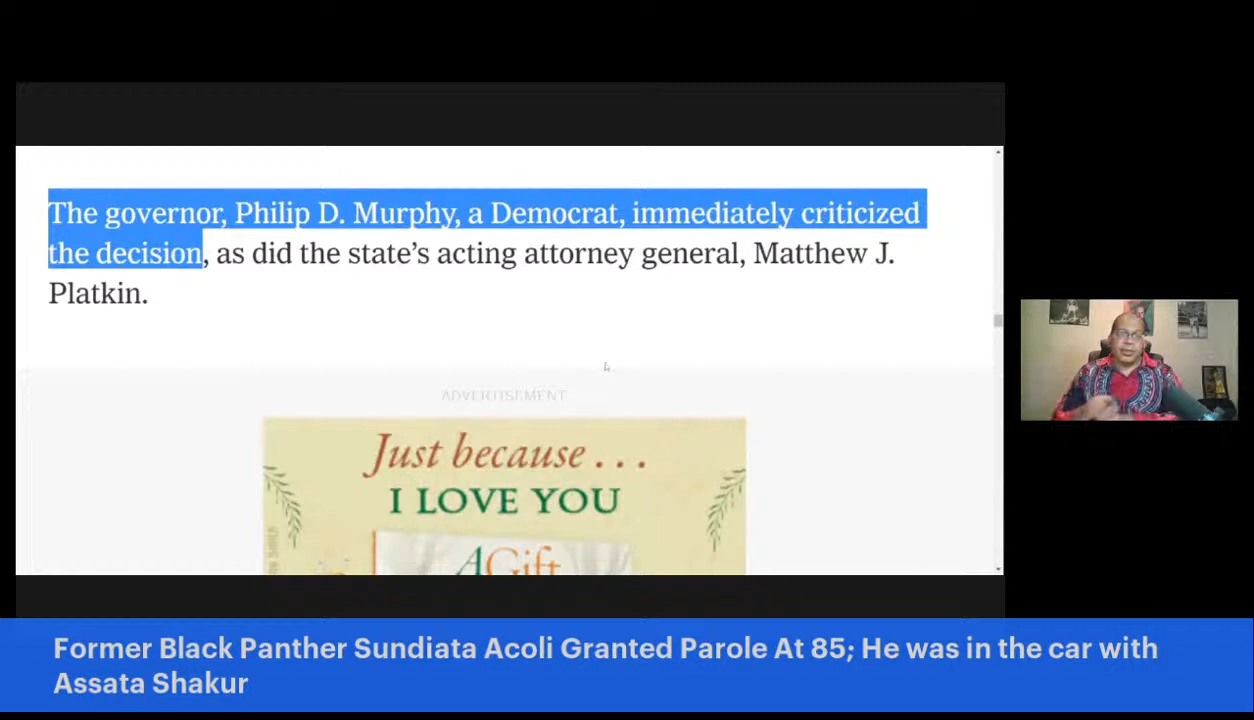 The governor, Philip D. Murphy, a Democrat, immediately criticized
the decision, as did the state’s acting attorney general, Matthew J.
Platkin.
ADVERTISEMENT
Just because . . .
I LOVE YOU
A Gift
Former Black Panther Sundiata Acoli Granted Parole At 85; He was in the car with
Assata Shakur